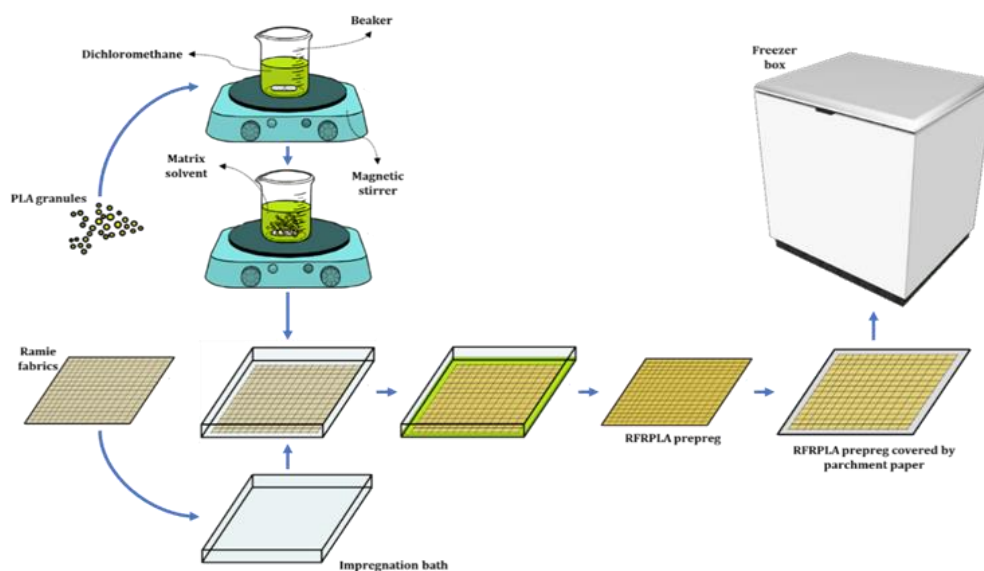 Beaker
Dichloromethane
Freezer
box
Matrix
solvent
Magnetic
stirrer
PLA granules
Ramie
fabrics
RFRPLA prepreg
RFRPLA prepreg covered by
parchment paper
Impregnation bath